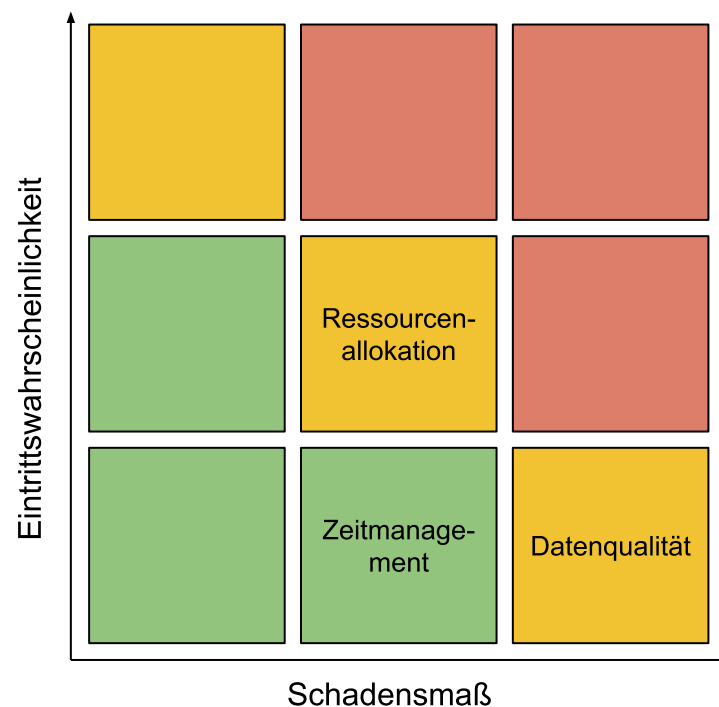 Eintrittswahrscheinlichkeit
Ressourcen-
allokation
Zeitmanage-
ment
Datenqualität
Schadensmaß